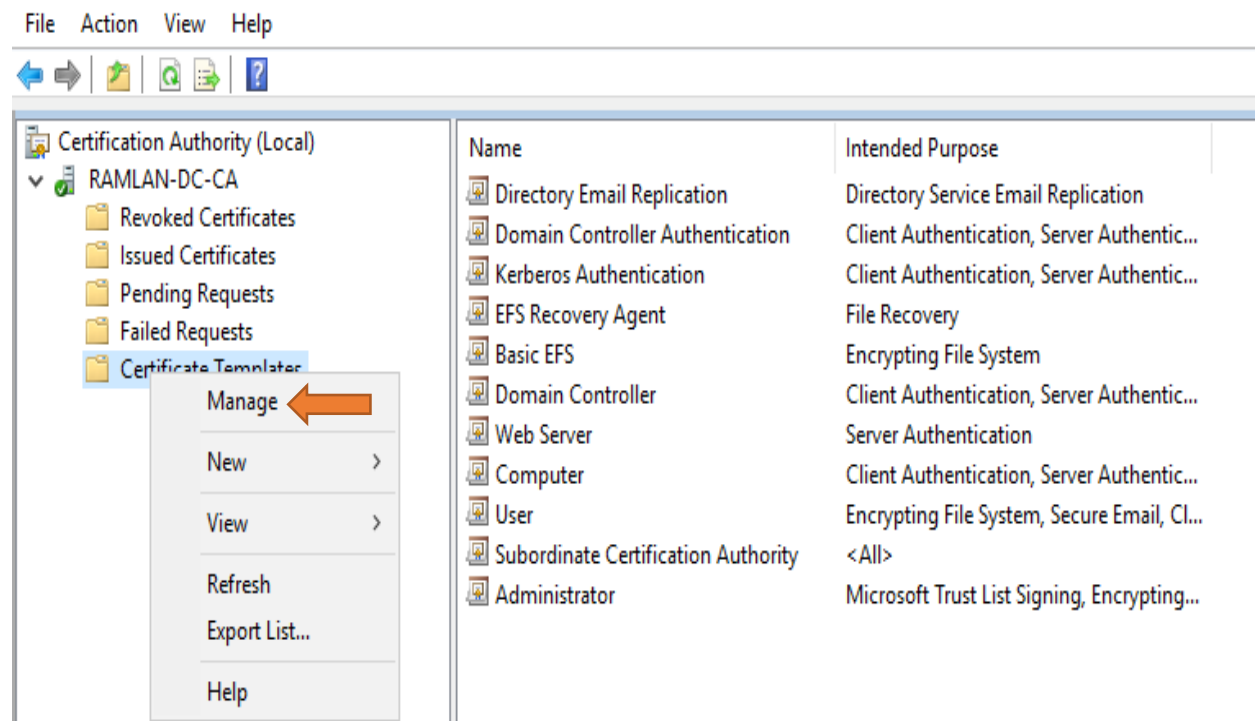 File Action View Help
Certification Authority (Local)
RAMLAN-DC-CA
Revoked Certificates
Issued Certificates
Pending Requests
Failed Requests
Certificate Templates
Manage
New
View
Refresh
Export List...
Help
Name Intended Purpose
Directory Email Replication Directory Service Email Replication
Domain Controller Authentication Client Authentication, Server Authentic...
Kerberos Authentication Client Authentication, Server Authentic...
EFS Recovery Agent File Recovery
Basic EFS Encrypting File System
Domain Controller Client Authentication, Server Authentic...
Web Server Server Authentication
Computer Client Authentication, Server Authentic...
User Encrypting File System, Secure Email, Cl...
Subordinate Certification Authority <All>
Administrator Microsoft Trust List Signing, Encrypting...